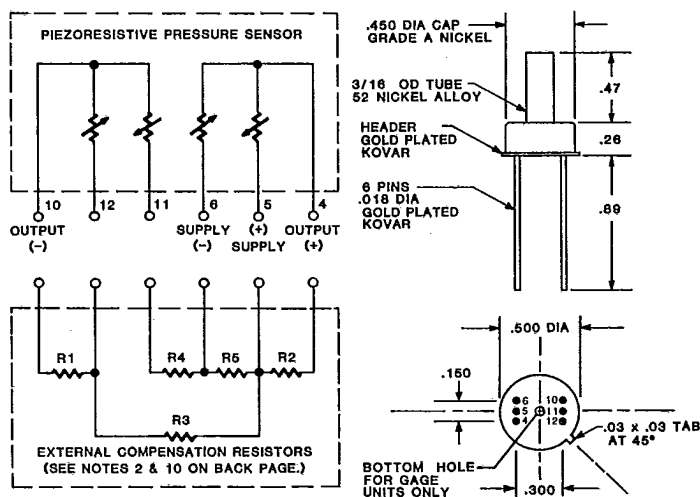 PIEZORESISTIVE PRESSURE SENSOR
10
12
11
6
5
4
OUTPUT
(-)
SUPPLY
(-)
(+)
SUPPLY
OUTPUT
(+)
R1
R4
R5
R2
R3
EXTERNAL COMPENSATION RESISTORS
(SEE NOTES 2 & 10 ON BACK PAGE.)
.450 DIA CAP
GRADE A NICKEL
3/16 OD TUBE
52 NICKEL ALLOY
HEADER
GOLD PLATED
KOVAR
6 PINS
.018 DIA
GOLD PLATED
KOVAR
.47
.26
.89
.500 DIA
.150
6 10
5 11
4 12
.03 x .03 TAB
AT 45°
BOTTOM HOLE
FOR GAGE
UNITS ONLY
.300